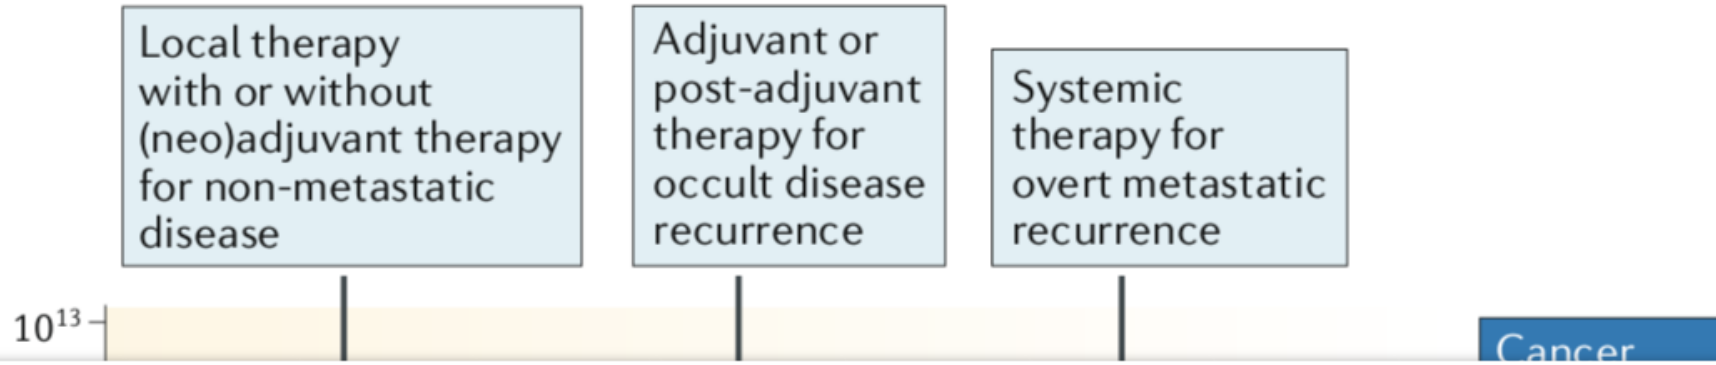 Local therapy
with or without
(neo)adjuvant therapy
for non-metastatic
disease
Adjuvant or
post-adjuvant
therapy for
occult disease
recurrence
Systemic
therapy for
overt metastatic
recurrence
10¹³
Cancer